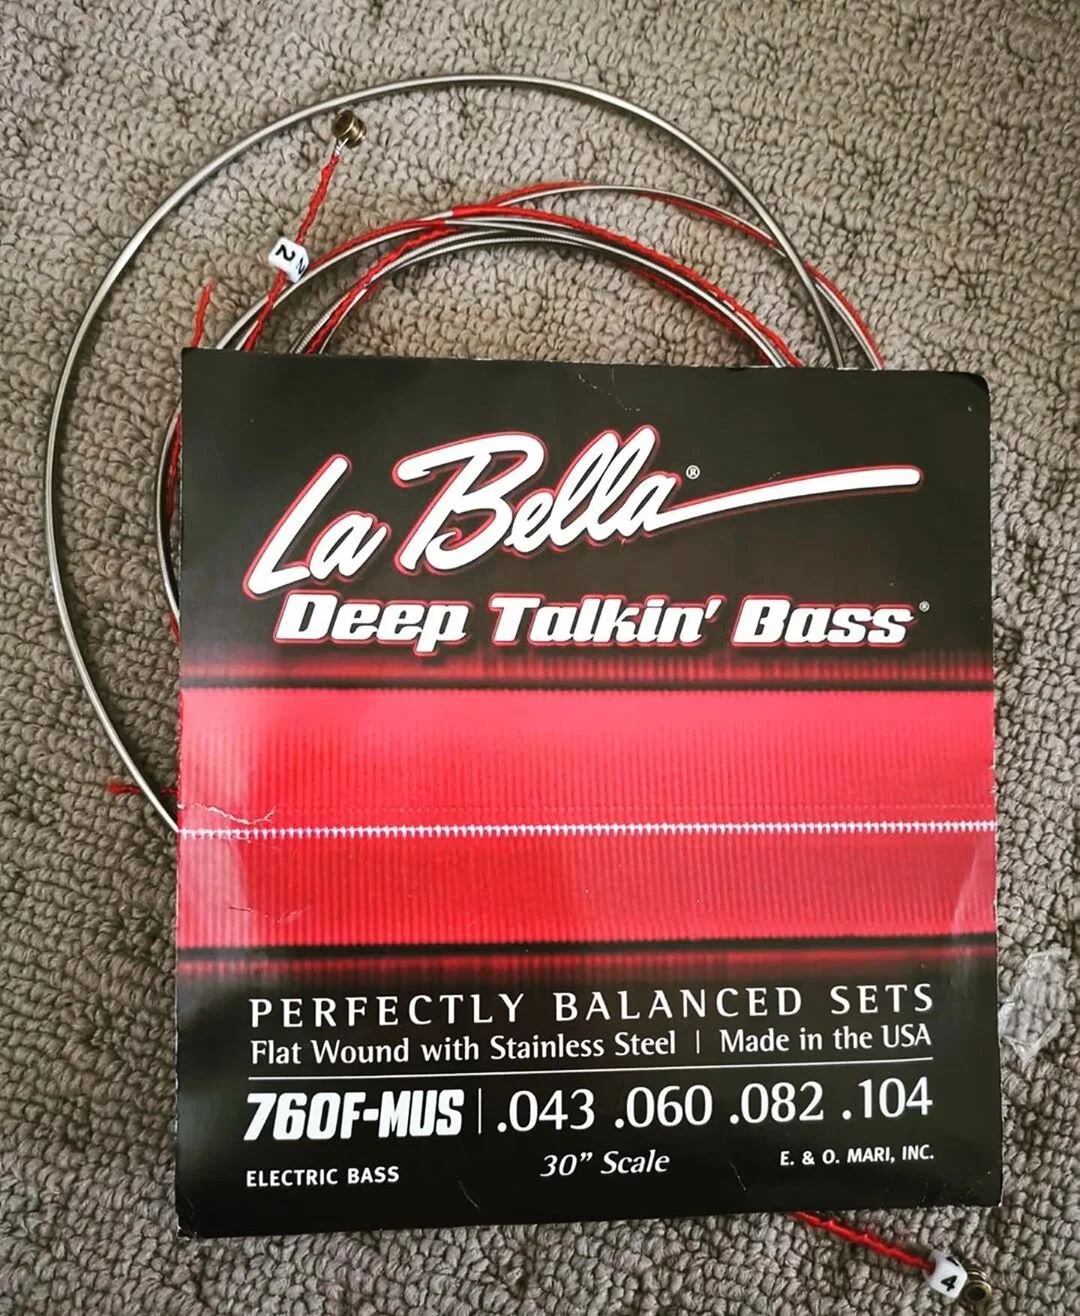 2
N
La Bella®
Deep Talkin' Bass®
PERFECTLY BALANCED SETS
Flat Wound with Stainless Steel | Made in the USA
760F-MUS | .043 .060 .082 .104
ELECTRIC BASS
30” Scale
E. & O. MARI, INC.
4